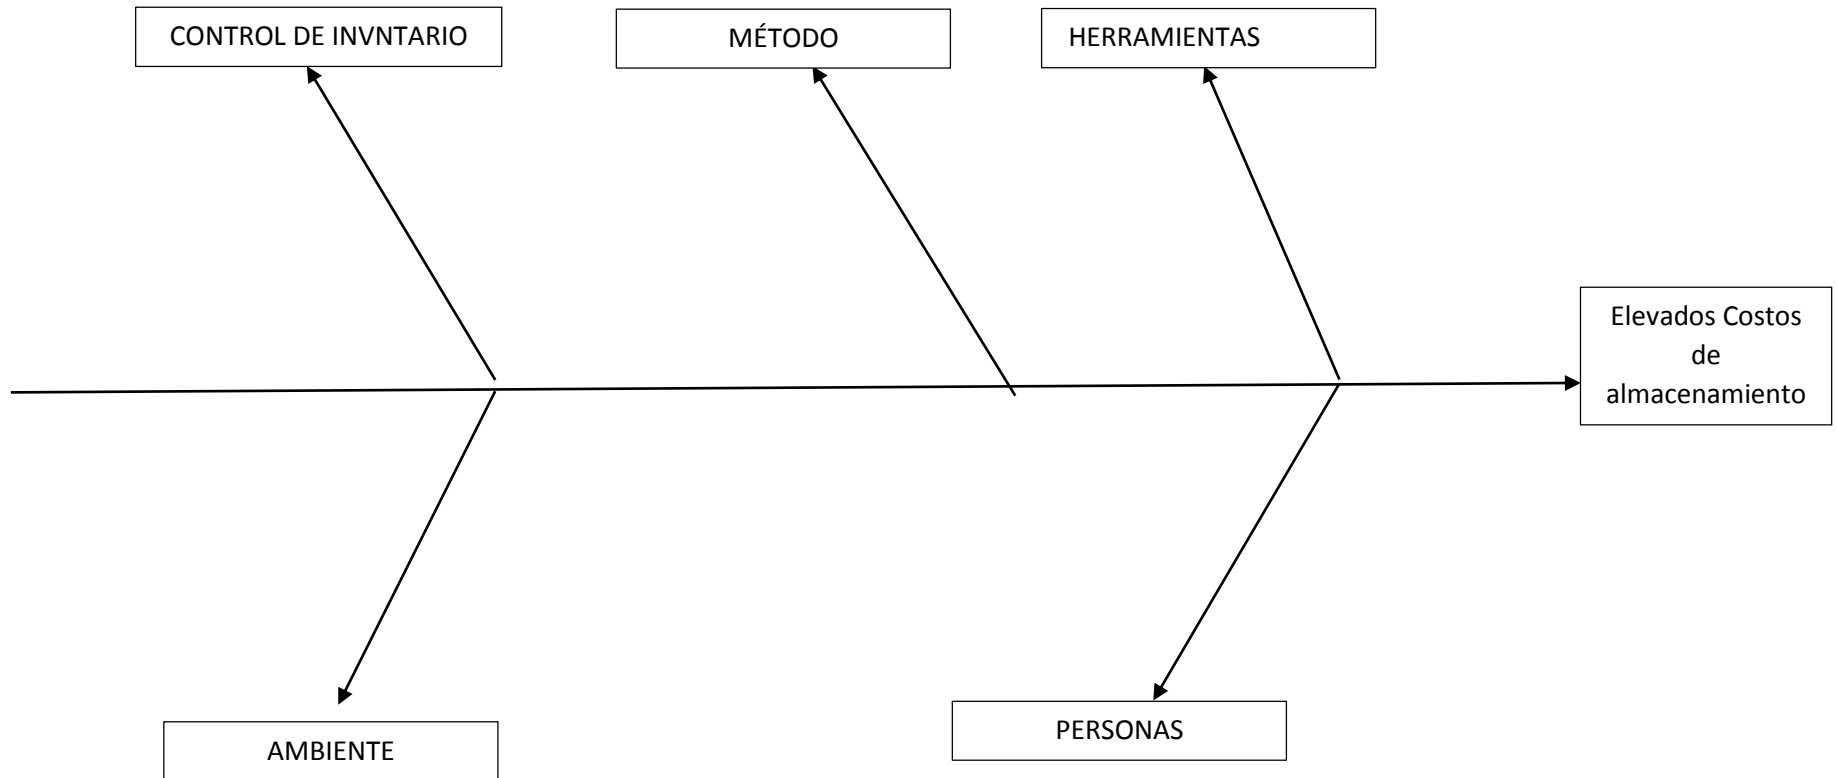 CONTROL DE INVNTARIO
MÉTODO
HERRAMIENTAS
Elevados Costos
de
almacenamiento
AMBIENTE
PERSONAS